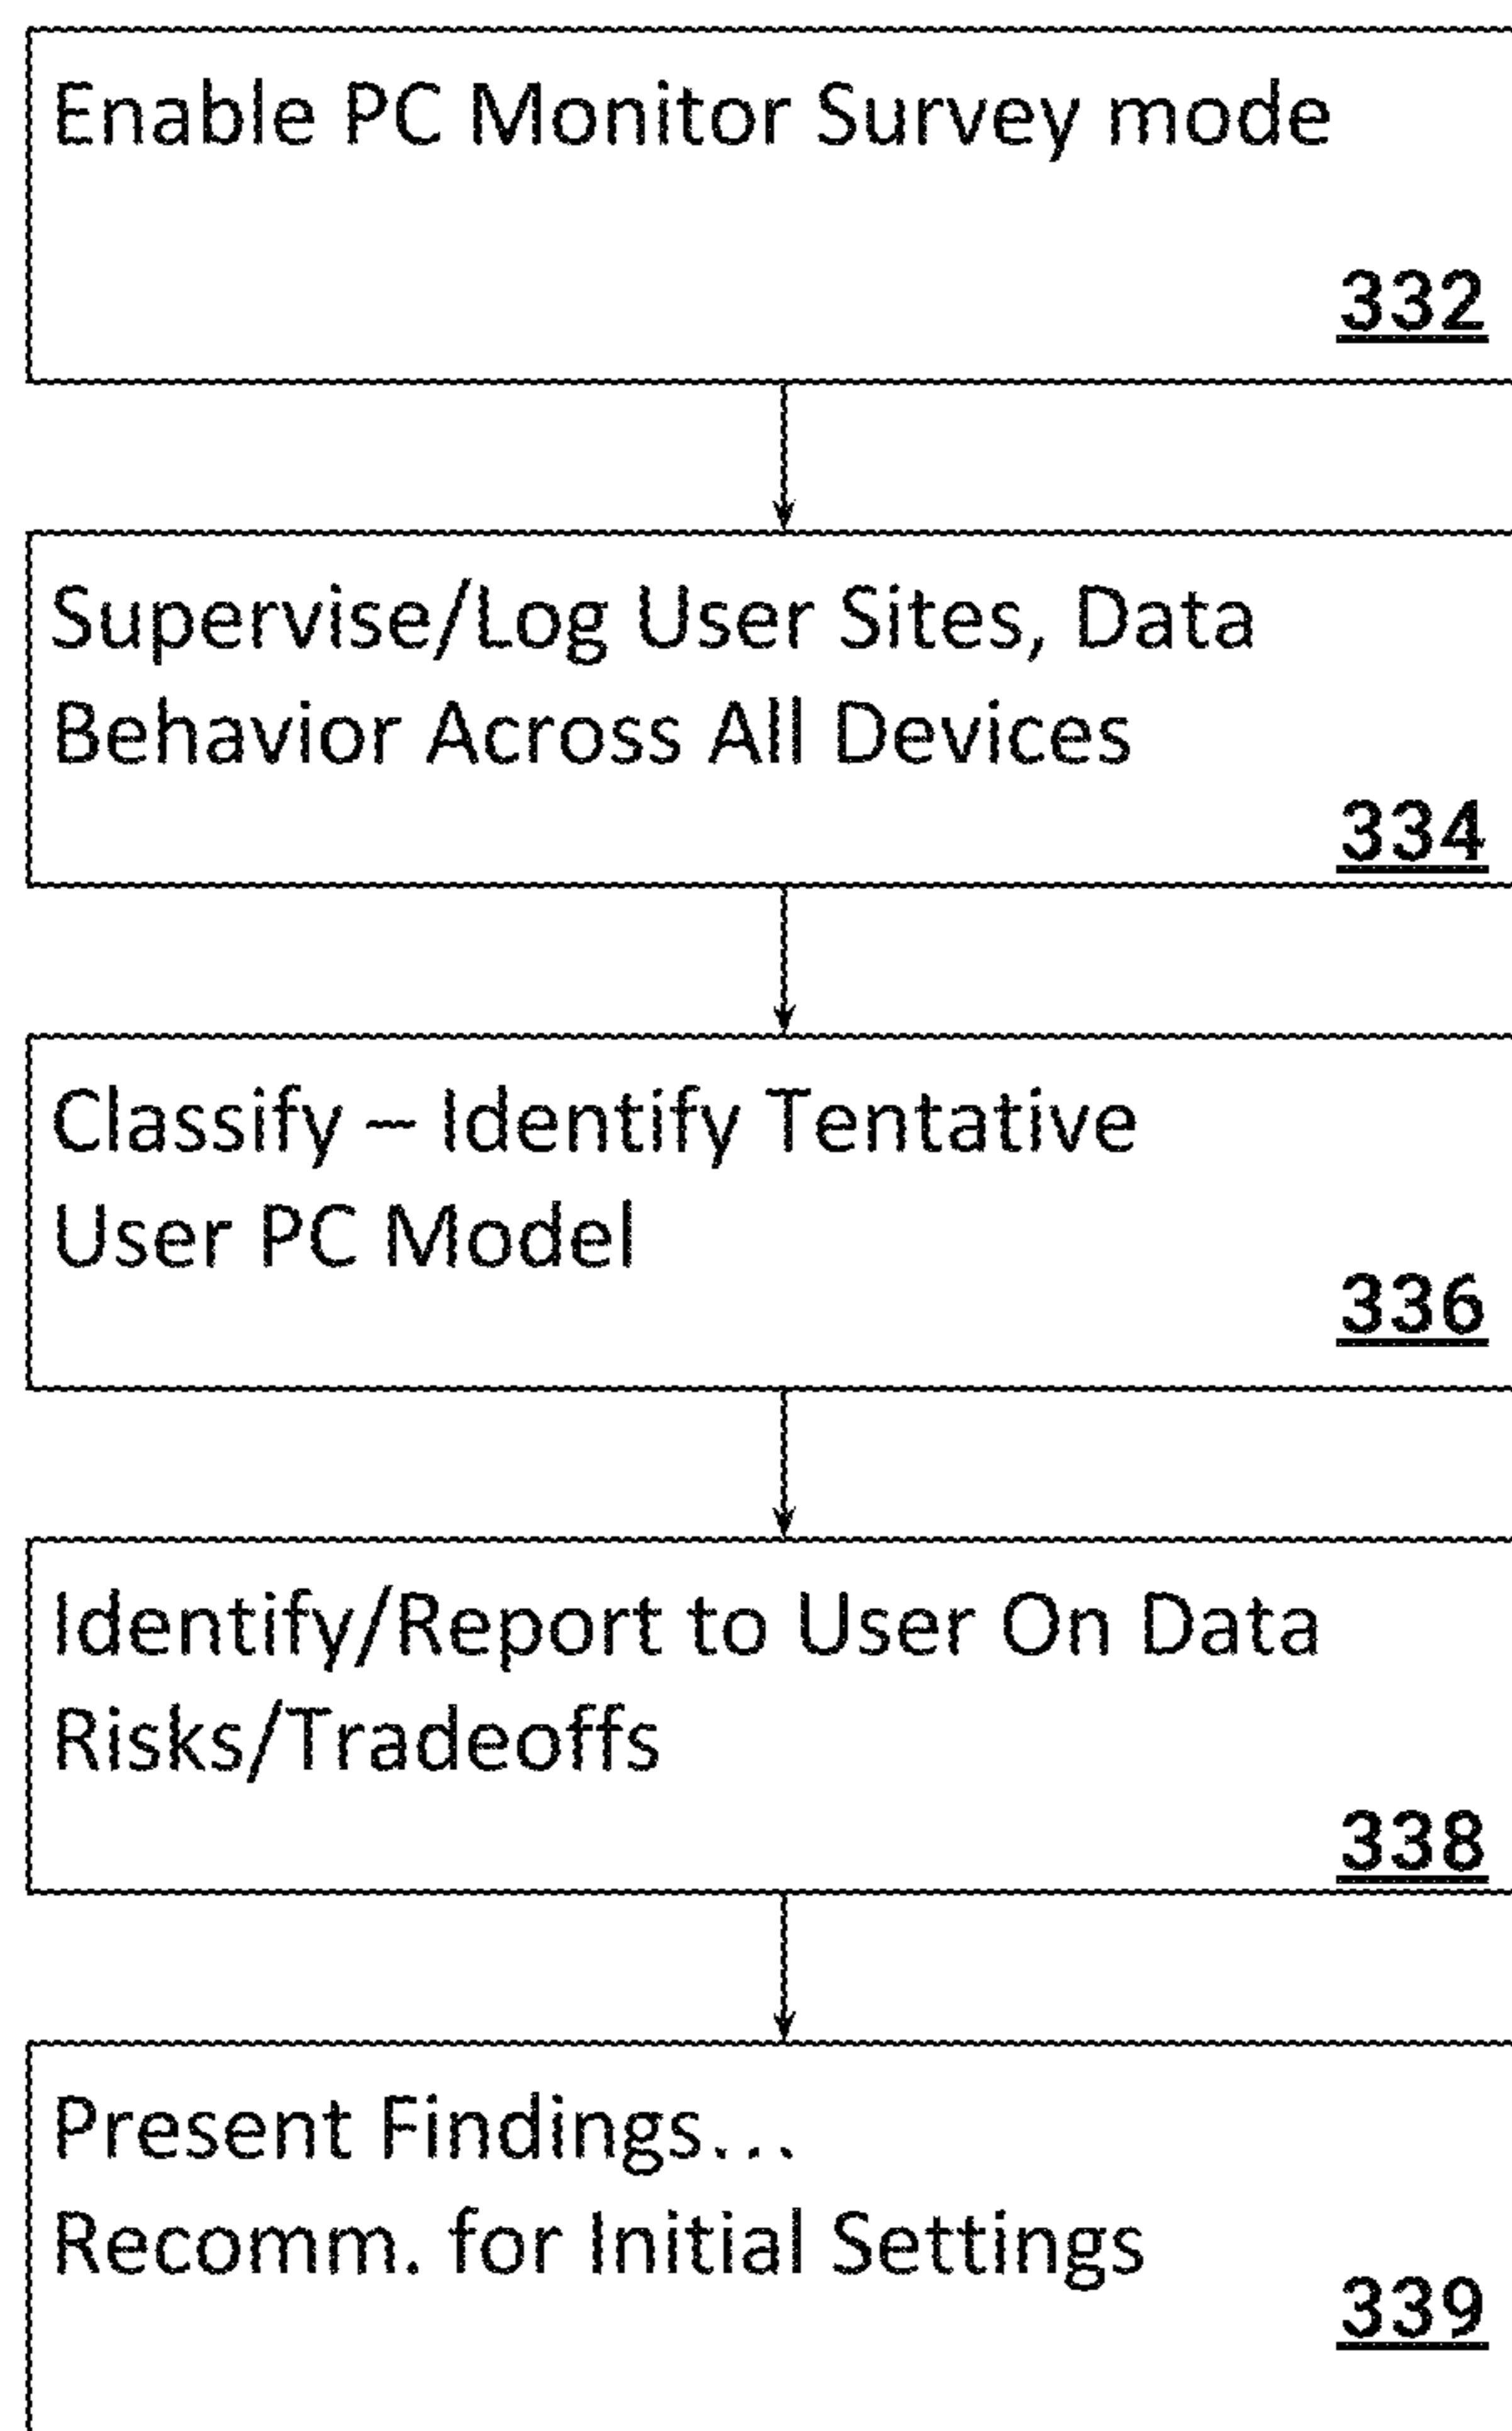 Enable PC Monitor Survey mode
332
Supervise/Log User Sites, Data
Behavior Across All Devices
334
Classify -- Identify Tentative
User PC Model
336
Identify/Report to User On Data
Risks/Tradeoffs
338
Present Findings...
Recomm. for Initial Settings
339